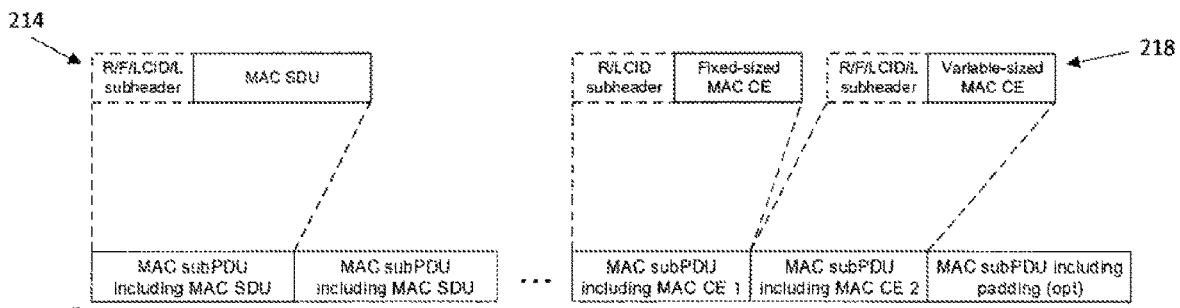 214
R/F/LCID/L
subheader
MAC SDU
R/LCID
subheader
Fixed-sized
MAC CE
R/F/LCID/L
subheader
Variable-sized
MAC CE
218
MAC subPDU
including MAC SDU
MAC subPDU
including MAC SDU
...
MAC subPDU
including MAC CE 1
MAC subPDU
including MAC CE 2
MAC subPDU including
padding (opt)